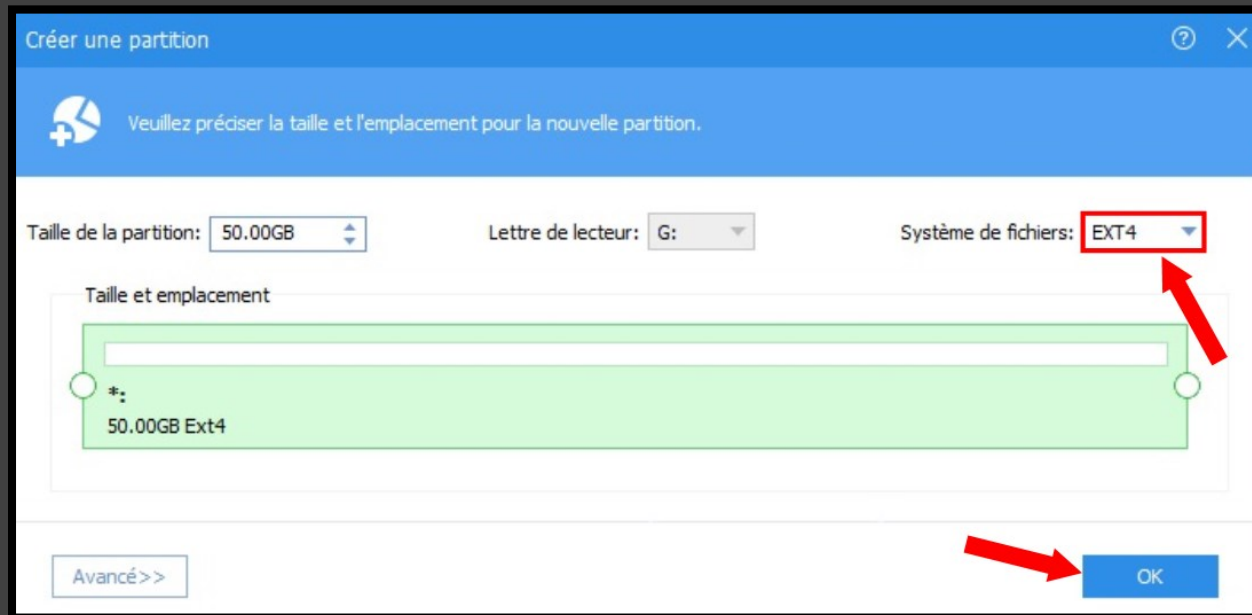 Créer une partition
Veuillez préciser la taille et l'emplacement pour la nouvelle partition.
Taille de la partition: 50.00GB Lettre de lecteur: G: Système de fichiers: EXT4
Taille et emplacement
*:
50.00GB Ext4
Avancé>> OK